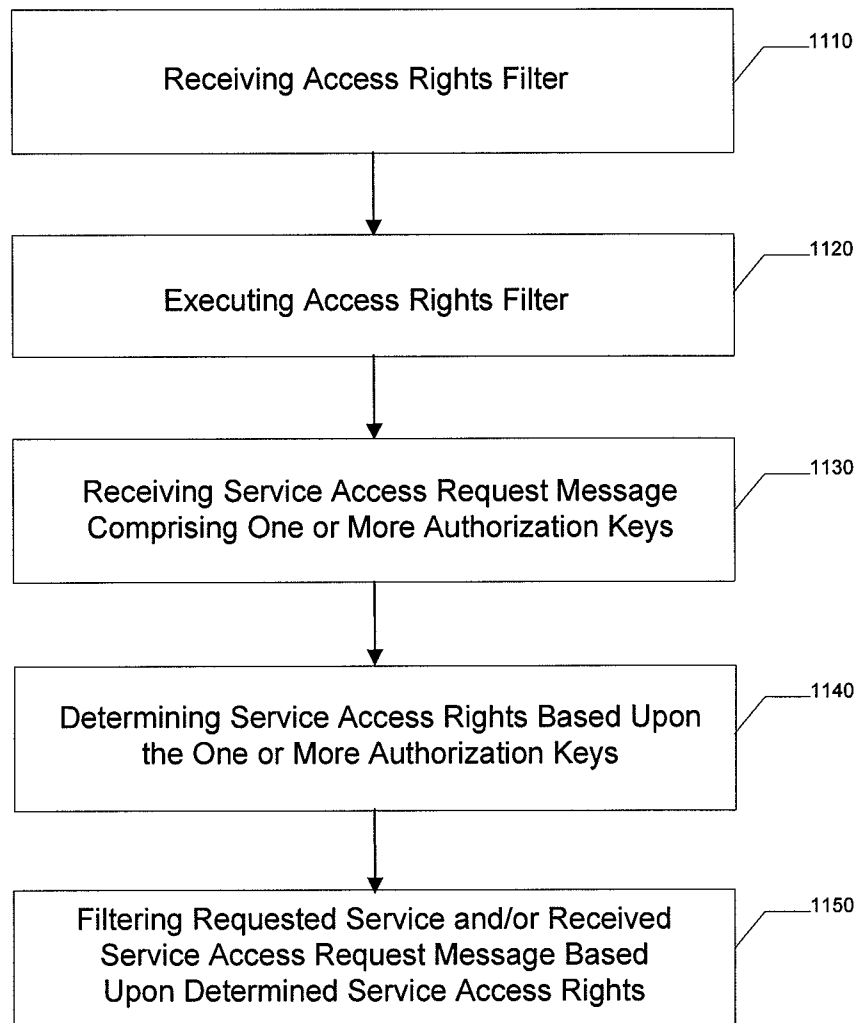 Receiving Access Rights Filter
1110
Executing Access Rights Filter
1120
Receiving Service Access Request Message
Comprising One or More Authorization Keys
1130
Determining Service Access Rights Based Upon
the One or More Authorization Keys
1140
Filtering Requested Service and/or Received
Service Access Request Message Based
Upon Determined Service Access Rights
1150